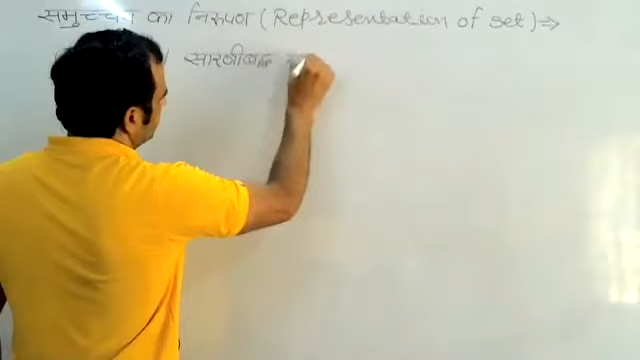 समुच्चय का निरूपण (Representation of set) ⇒
सारणीबद्ध